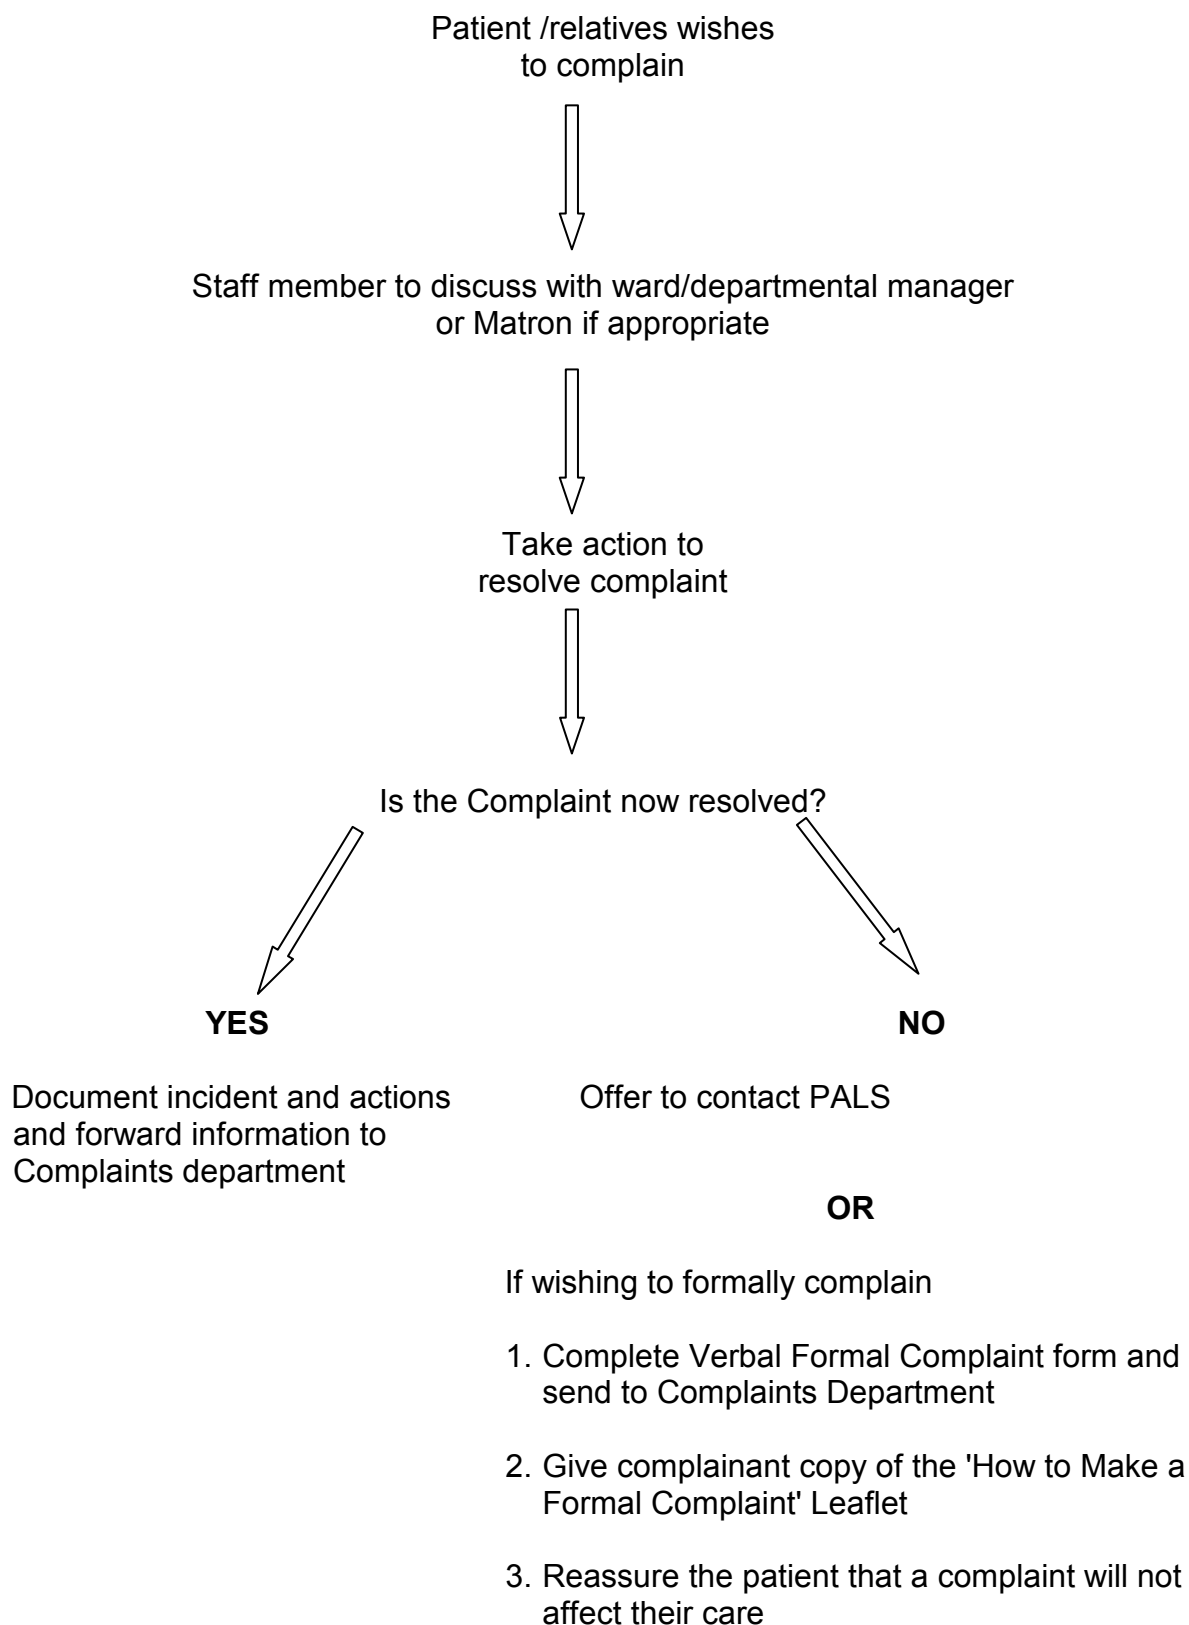 Patient /relatives wishes
to complain
Staff member to discuss with ward/departmental manager
or Matron if appropriate
Take action to
resolve complaint
Is the Complaint now resolved?
YES
NO
Document incident and actions
and forward information to
Complaints department
Offer to contact PALS
OR
If wishing to formally complain
1. Complete Verbal Formal Complaint form and
send to Complaints Department
2. Give complainant copy of the 'How to Make a
Formal Complaint' Leaflet
3. Reassure the patient that a complaint will not
affect their care